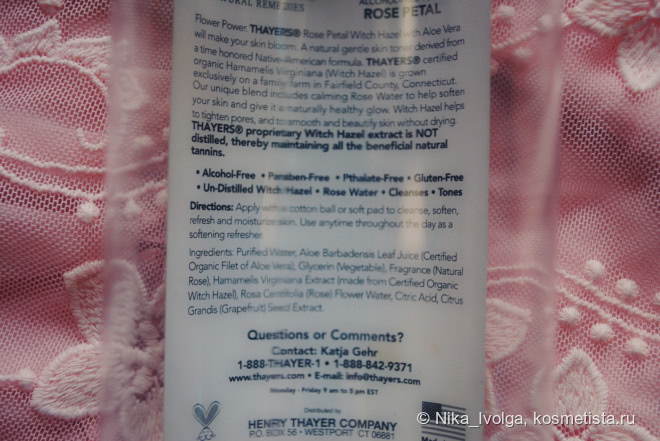 NATURAL REMEDIES
ROSE PETAL
Flower Power. THAYERS® Rose Petal Witch Hazel with Aloe Vera
will make your skin bloom. A natural gentle skin toner derived from
a time honored Native American formula. THAYERS® certified
organic Hamamelis Virginiana (Witch Hazel) is grown
exclusively on a family farm in Fairfield County, Connecticut.
Our unique blend includes calming Rose Water to help soften
your skin and give it a naturally healthy glow. Witch Hazel helps
to tighten pores, and to smooth and beautify skin without drying.
THAYERS® proprietary Witch Hazel extract is NOT
distilled, thereby maintaining all the beneficial natural
tannins.
• Alcohol-Free • Paraben-Free • Pthalate-Free • Gluten-Free
• Un-Distilled Witch Hazel • Rose Water • Cleanses • Tones
Directions: Apply with a cotton ball or soft pad to cleanse, soften,
refresh and moisturize skin. Use anytime throughout the day as a
softening refresher.
Ingredients: Purified Water, Aloe Barbadensis Leaf Juice (Certified
Organic Filet of Aloe Vera), Glycerin (Vegetable), Fragrance (Natural
Rose), Hamamelis Virginiana Extract (made from Certified Organic
Witch Hazel), Rosa Centifolia (Rose) Flower Water, Citric Acid, Citrus
Grandis (Grapefruit) Seed Extract.
Questions or Comments?
Contact: Katja Gehr
1-888-THAYER-1 • 1-888-842-9371
www.thayers.com • E-mail: info@thayers.com
Monday - Friday 9 am to 5 pm EST
Distributed by
HENRY THAYER COMPANY
P.O. BOX 56 • WESTPORT CT 06881
© Nika_Ivolga, kosmetista.ru